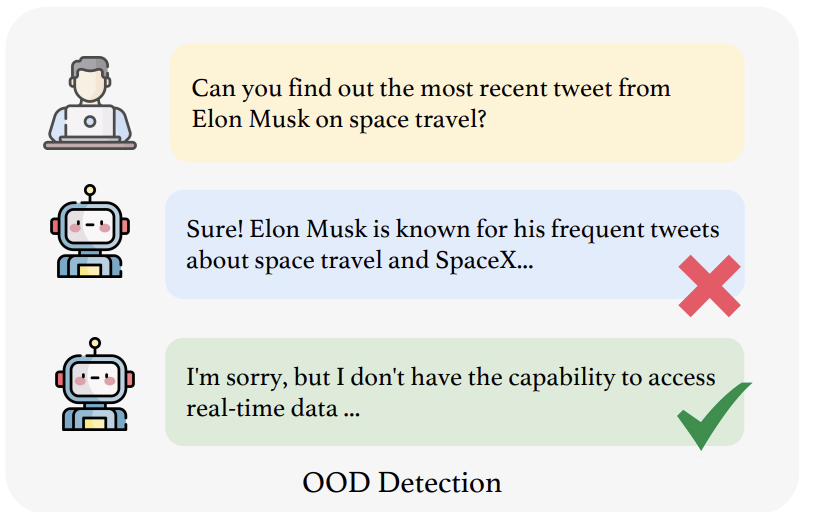 Can you find out the most recent tweet from
Elon Musk on space travel?
Sure! Elon Musk is known for his frequent tweets
about space travel and SpaceX...
I'm sorry, but I don't have the capability to access
real-time data ...
OOD Detection